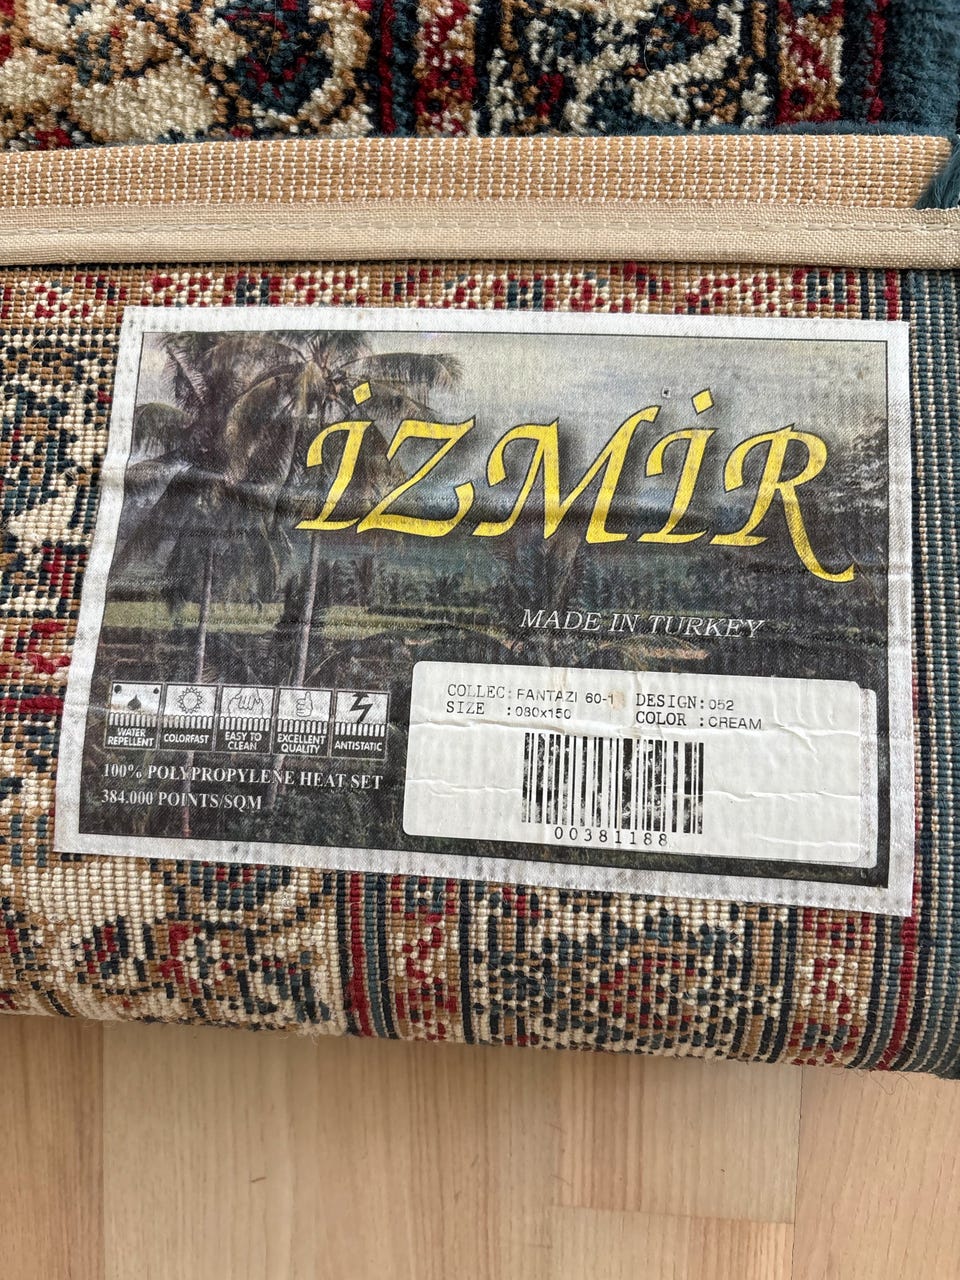 İZMİR
MADE IN TURKEY
COLLEC:FANTAZI 60-1 DESIGN:052
SIZE :080x150 COLOR :CREAM
00381188
WATER REPELLENT
COLORFAST
EASY TO CLEAN
EXCELLENT QUALITY
ANTISTATIC
100% POLYPROPYLENE HEAT SET
384.000 POINTS/SQM